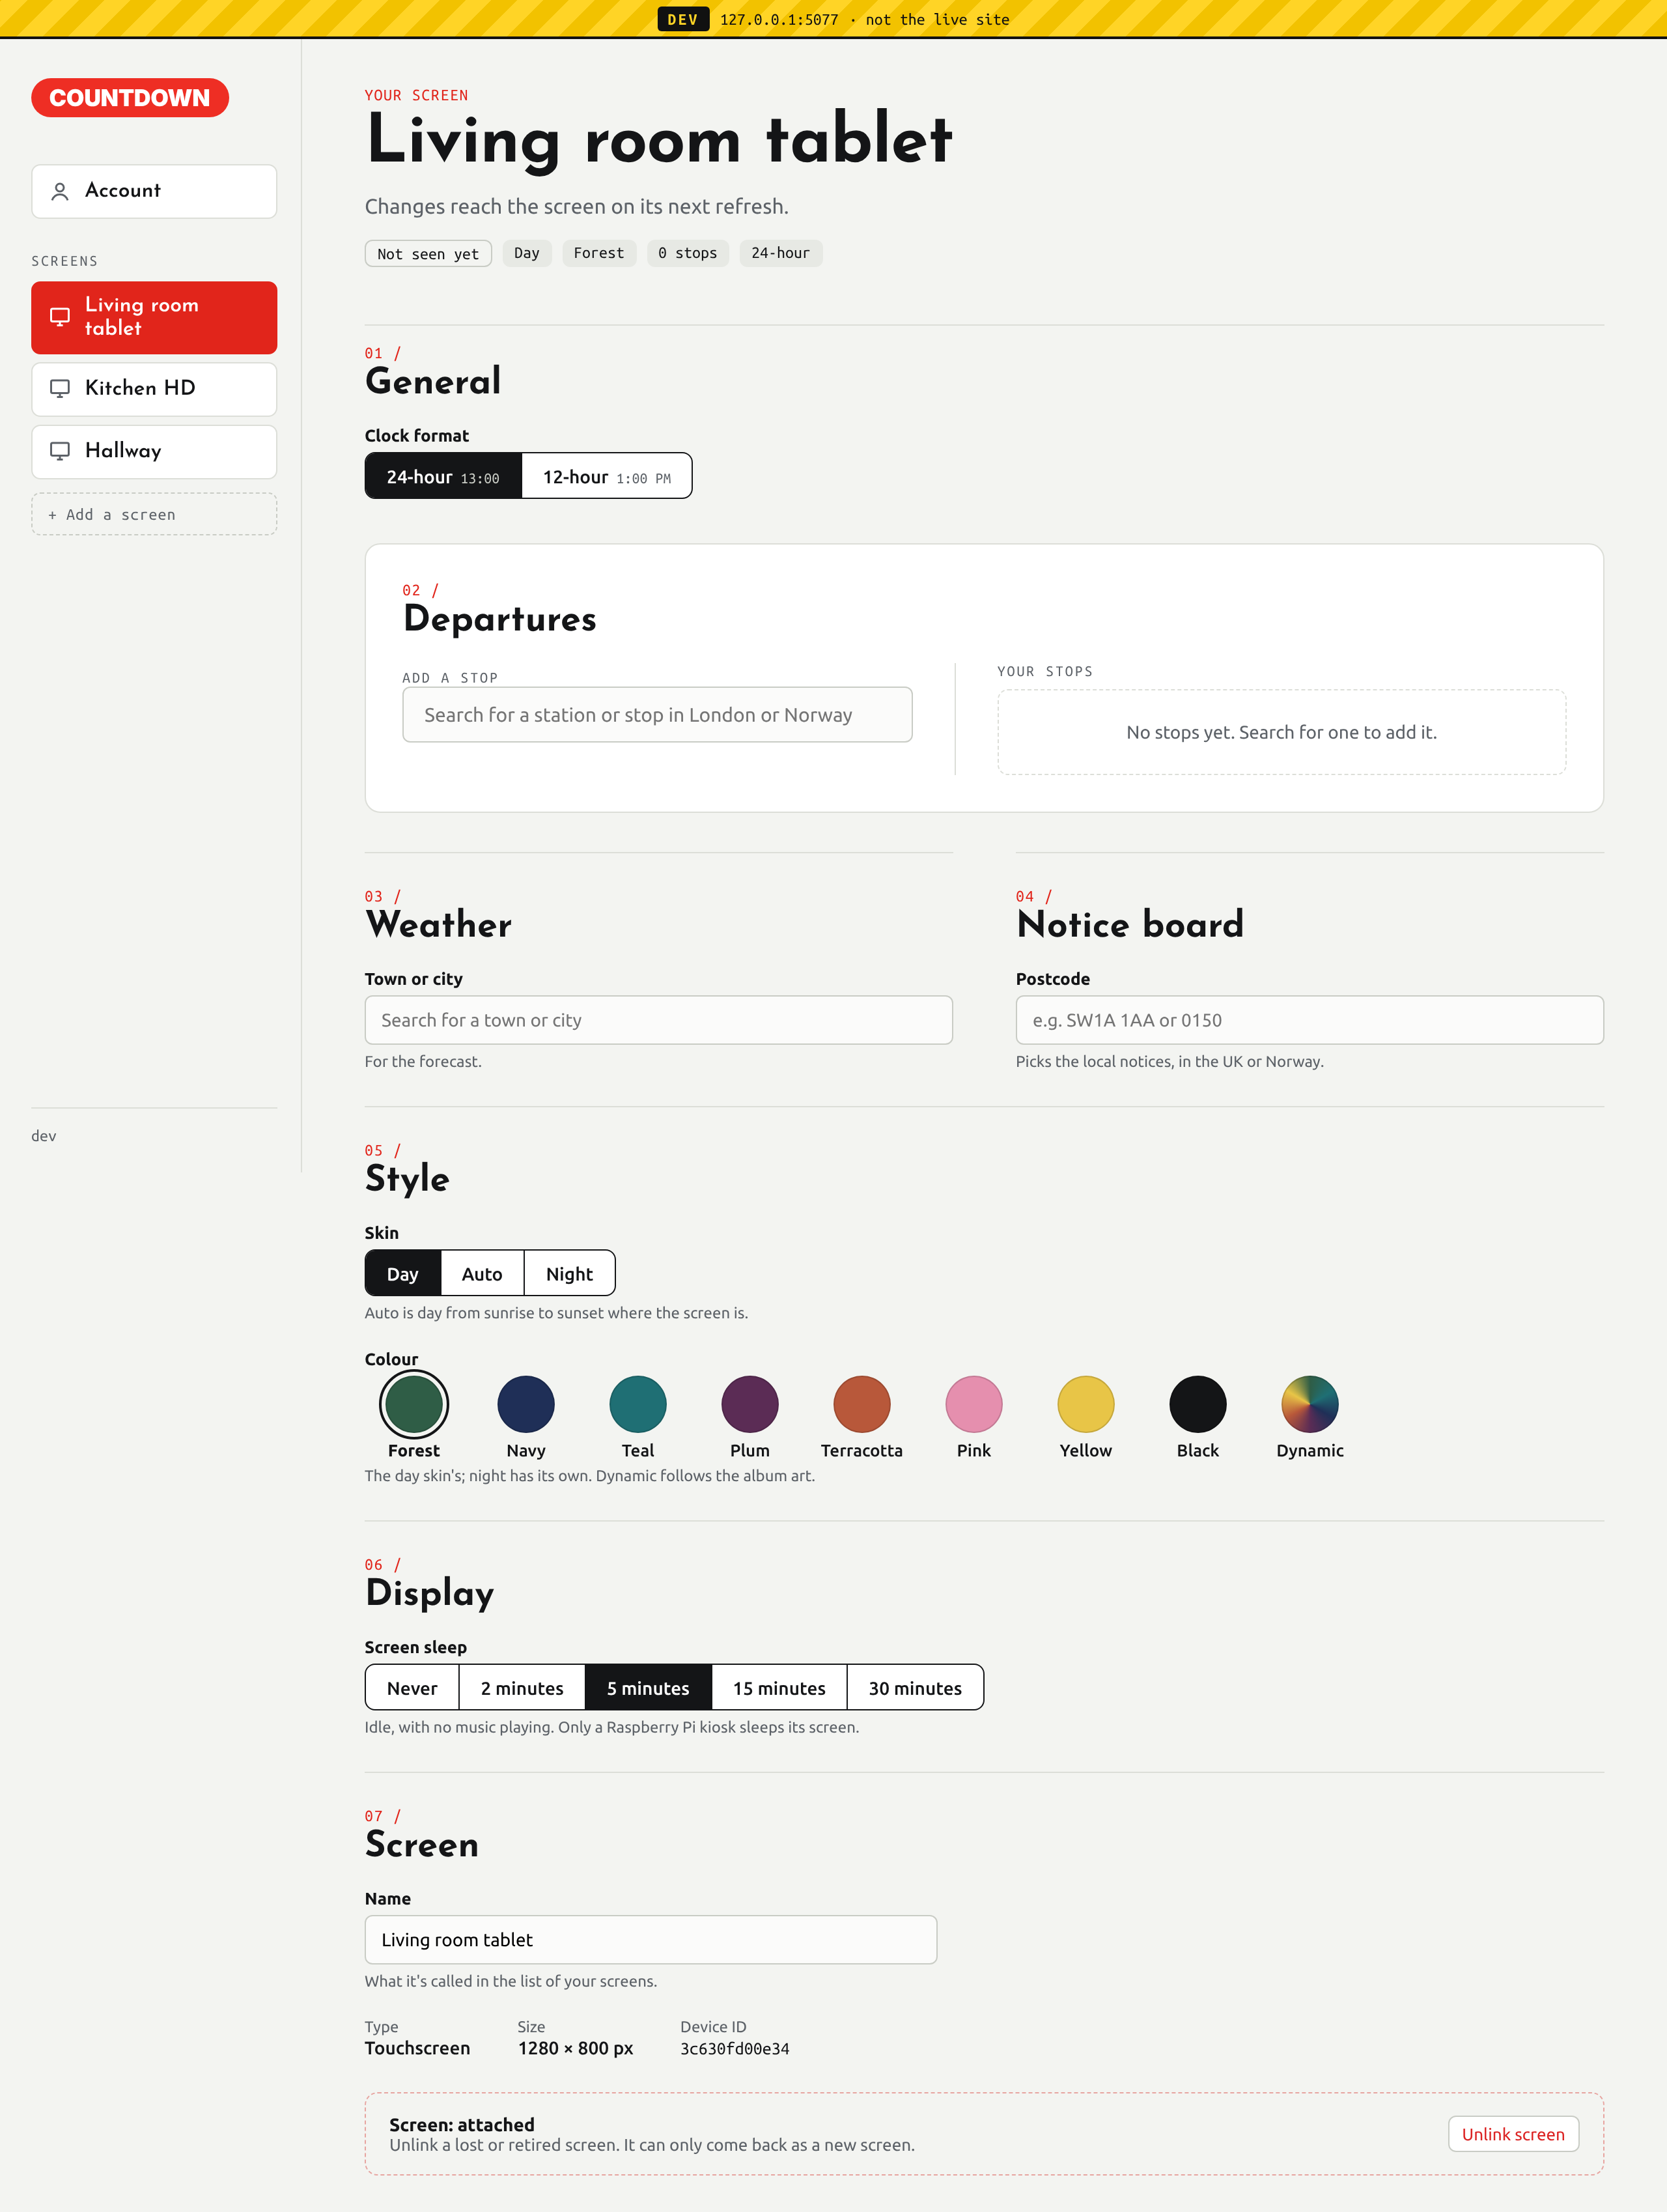 DEV 127.0.0.1:5077 · not the live site
COUNTDOWN
Account
SCREENS
Living room
tablet
Kitchen HD
Hallway
+ Add a screen
dev
YOUR SCREEN
Living room tablet
Changes reach the screen on its next refresh.
Not seen yet Day Forest 0 stops 24-hour
01 /
General
Clock format
24-hour 13:00 12-hour 1:00 PM
02 /
Departures
ADD A STOP
Search for a station or stop in London or Norway
YOUR STOPS
No stops yet. Search for one to add it.
03 /
Weather
Town or city
Search for a town or city
For the forecast.
04 /
Notice board
Postcode
e.g. SW1A 1AA or 0150
Picks the local notices, in the UK or Norway.
05 /
Style
Skin
Day Auto Night
Auto is day from sunrise to sunset where the screen is.
Colour
Forest Navy Teal Plum Terracotta Pink Yellow Black Dynamic
The day skin's; night has its own. Dynamic follows the album art.
06 /
Display
Screen sleep
Never 2 minutes 5 minutes 15 minutes 30 minutes
Idle, with no music playing. Only a Raspberry Pi kiosk sleeps its screen.
07 /
Screen
Name
Living room tablet
What it's called in the list of your screens.
Type Size Device ID
Touchscreen 1280 × 800 px 3c630fd00e34
Screen: attached
Unlink a lost or retired screen. It can only come back as a new screen.
Unlink screen